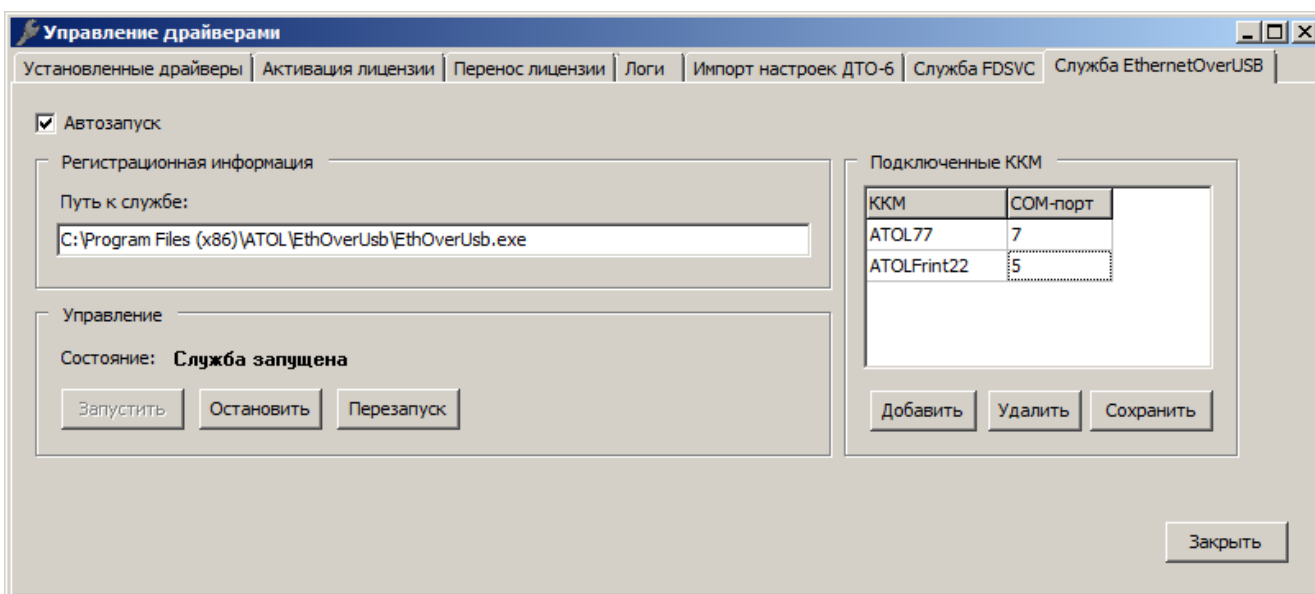 Управление драйверами
Установленные драйверы Активация лицензии Перенос лицензии Логи Импорт настроек ДТО-6 Служба FDSVC Служба EthernetOverUSB
Автозапуск
Регистрационная информация
Путь к службе:
C:\Program Files (x86)\ATOL\EthOverUsb\EthOverUsb.exe
Управление
Состояние: Служба запущена
Запустить Остановить Перезапуск
Подключенные ККМ
ККМ COM-порт
ATOL77 7
ATOLFrint22 5
Добавить Удалить Сохранить
Закрыть